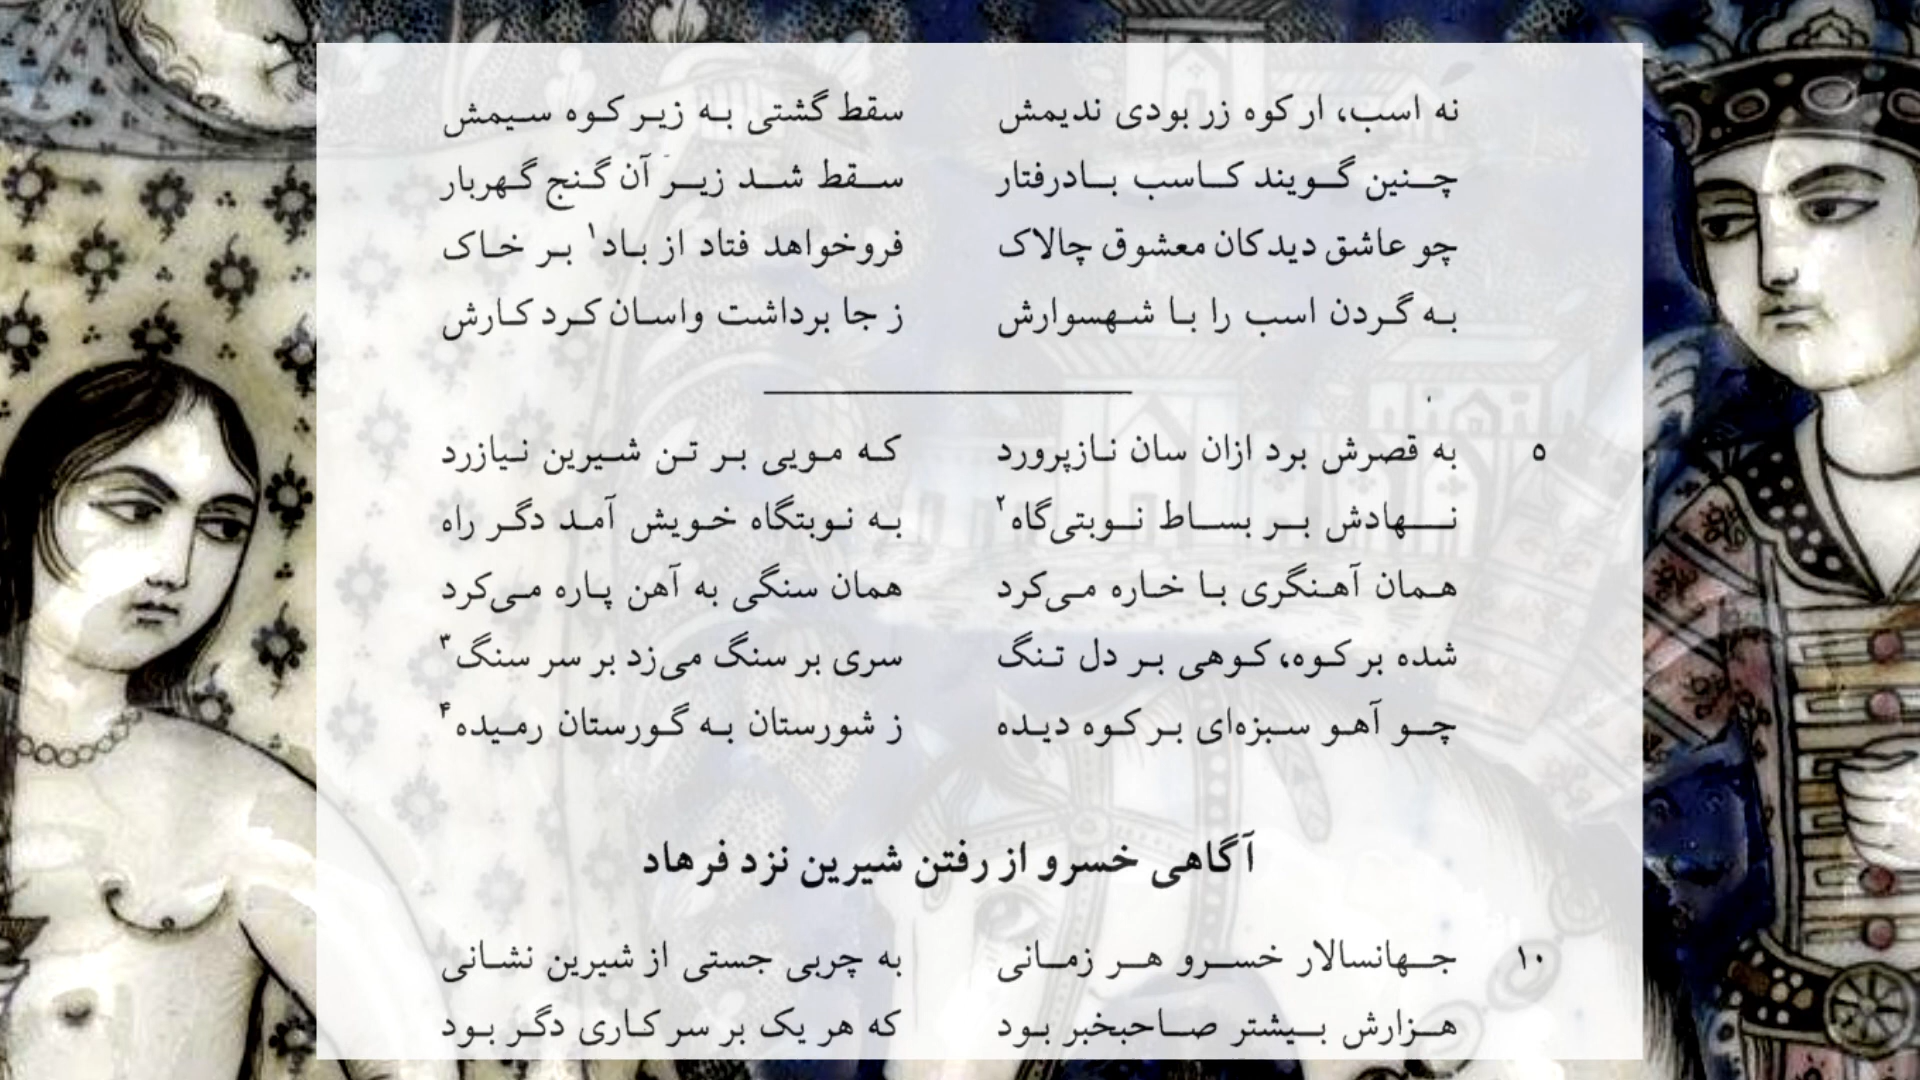 نه اسب، ار کوه زر بودی ندیمش سقط گشتی به زیر کوه سیمش
چنین گویند کاسب بادرفتار سقط شد زیر آن گنج گهربار
چو عاشق دید کان معشوق چالاک فروخواهد فتاد از باد۱ بر خاک
به گردن اسب را با شهسوارش ز جا برداشت واسان کرد کارش
۵ به قصرش برد ازان سان نازپرورد که مویی بر تن شیرین نیازرد
نهادش بر بساط نوبتی‌گاه۲ به نوبتگاه خویش آمد دگر راه
همان آهنگری با خاره می‌کرد همان سنگی به آهن پاره می‌کرد
شده بر کوه، کوهی بر دل تنگ سری بر سنگ می‌زد بر سر سنگ۳
چو آهو سبزه‌ای بر کوه دیده ز شورستان به گورستان رمیده۴
آگاهی خسرو از رفتن شیرین نزد فرهاد
۱۰ جهانسالار خسرو هر زمانی به چربی جستی از شیرین نشانی
هزارش بیشتر صاحبخبر بود که هر یک بر سر کاری دگر بود